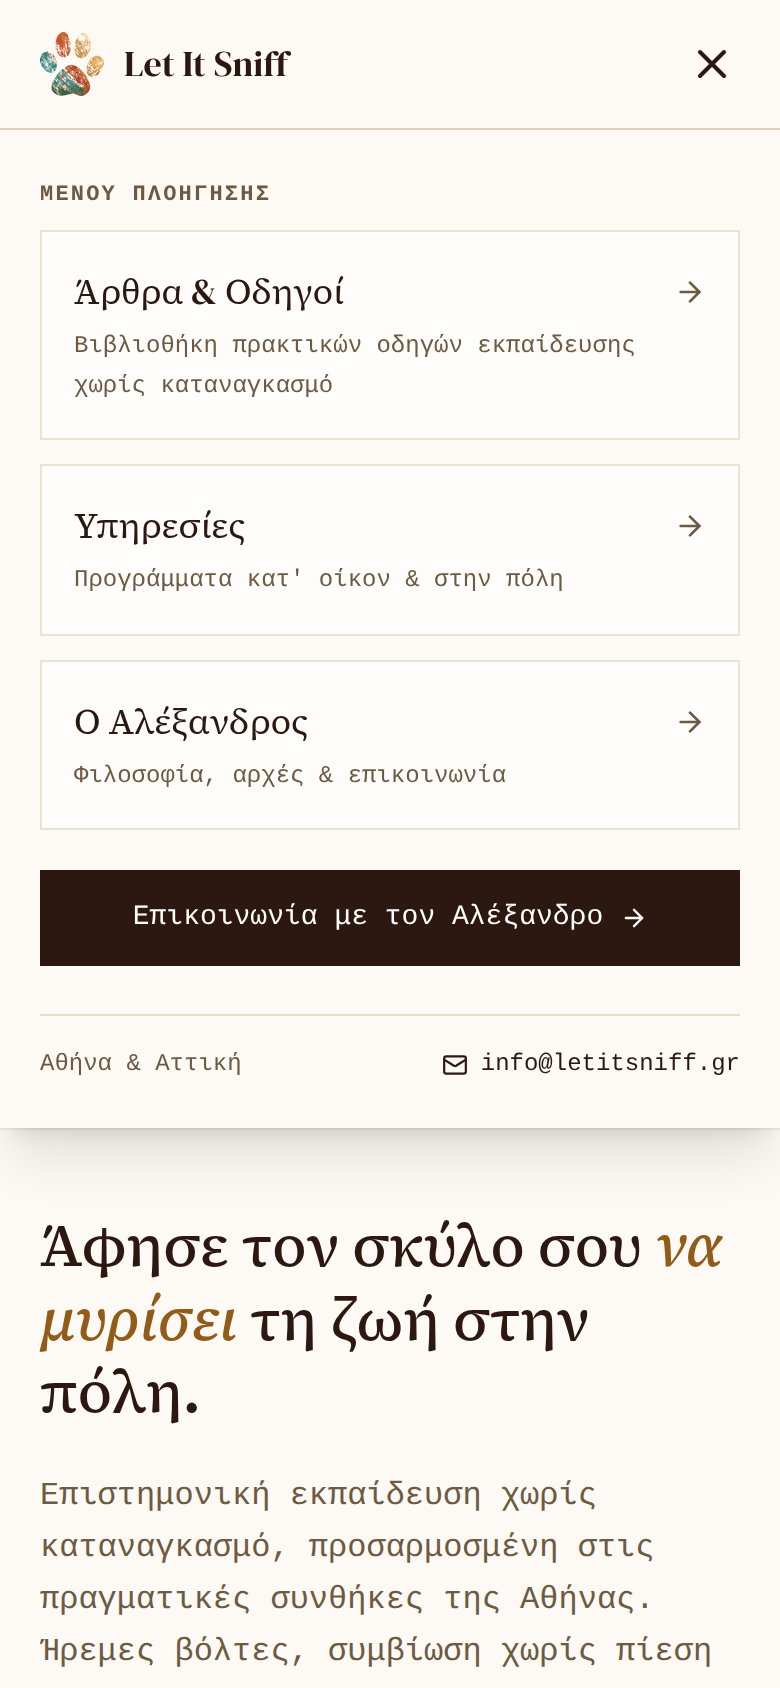 Let It Sniff
ΜΕΝΟΥ ΠΛΟΗΓΗΣΗΣ
Άρθρα & Οδηγοί
Βιβλιοθήκη πρακτικών οδηγών εκπαίδευσης
χωρίς καταναγκασμό
Υπηρεσίες
Προγράμματα κατ' οίκον & στην πόλη
Ο Αλέξανδρος
Φιλοσοφία, αρχές & επικοινωνία
Επικοινωνία με τον Αλέξανδρο →
Αθήνα & Αττική
info@letitsniff.gr
Άφησε τον σκύλο σου να
μυρίσει τη ζωή στην
πόλη.
Επιστημονική εκπαίδευση χωρίς
καταναγκασμό, προσαρμοσμένη στις
πραγματικές συνθήκες της Αθήνας.
Ήρεμες βόλτες, συμβίωση χωρίς πίεση